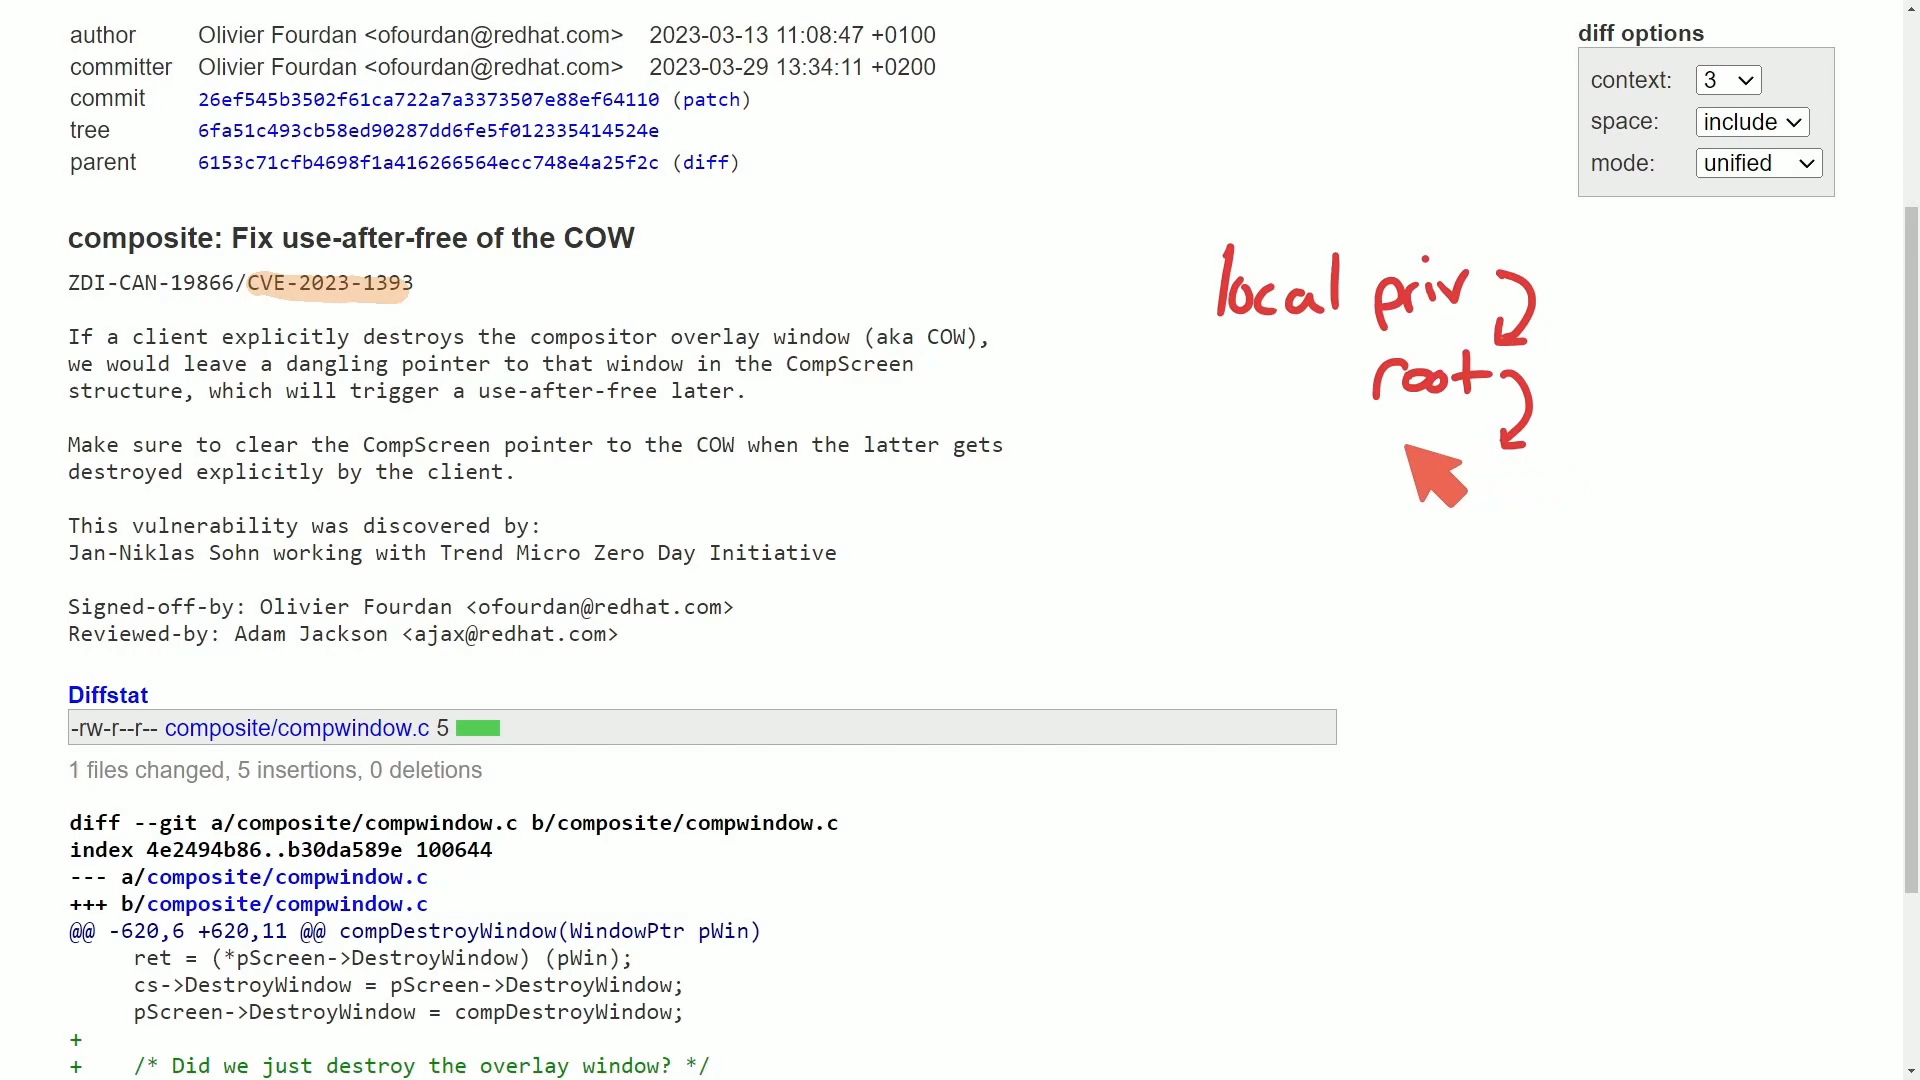 author Olivier Fourdan <ofourdan@redhat.com> 2023-03-13 11:08:47 +0100
committer Olivier Fourdan <ofourdan@redhat.com> 2023-03-29 13:34:11 +0200
commit 26ef545b3502f61ca722a7a3373507e88ef64110 (patch)
tree 6fa51c493cb58ed90287dd6fe5f012335414524e
parent 6153c71cfb4698f1a416266564ecc748e4a25f2c (diff)
diff options
context: 3
space: include
mode: unified
composite: Fix use-after-free of the COW
ZDI-CAN-19866/CVE-2023-1393
If a client explicitly destroys the compositor overlay window (aka COW),
we would leave a dangling pointer to that window in the CompScreen
structure, which will trigger a use-after-free later.
Make sure to clear the CompScreen pointer to the COW when the latter gets
destroyed explicitly by the client.
This vulnerability was discovered by:
Jan-Niklas Sohn working with Trend Micro Zero Day Initiative
Signed-off-by: Olivier Fourdan <ofourdan@redhat.com>
Reviewed-by: Adam Jackson <ajax@redhat.com>
local priv
root
Diffstat
-rw-r--r-- composite/compwindow.c 5
1 files changed, 5 insertions, 0 deletions
diff --git a/composite/compwindow.c b/composite/compwindow.c
index 4e2494b86..b30da589e 100644
--- a/composite/compwindow.c
+++ b/composite/compwindow.c
@@ -620,6 +620,11 @@ compDestroyWindow(WindowPtr pWin)
ret = (*pScreen->DestroyWindow) (pWin);
cs->DestroyWindow = pScreen->DestroyWindow;
pScreen->DestroyWindow = compDestroyWindow;
+
+ /* Did we just destroy the overlay window? */